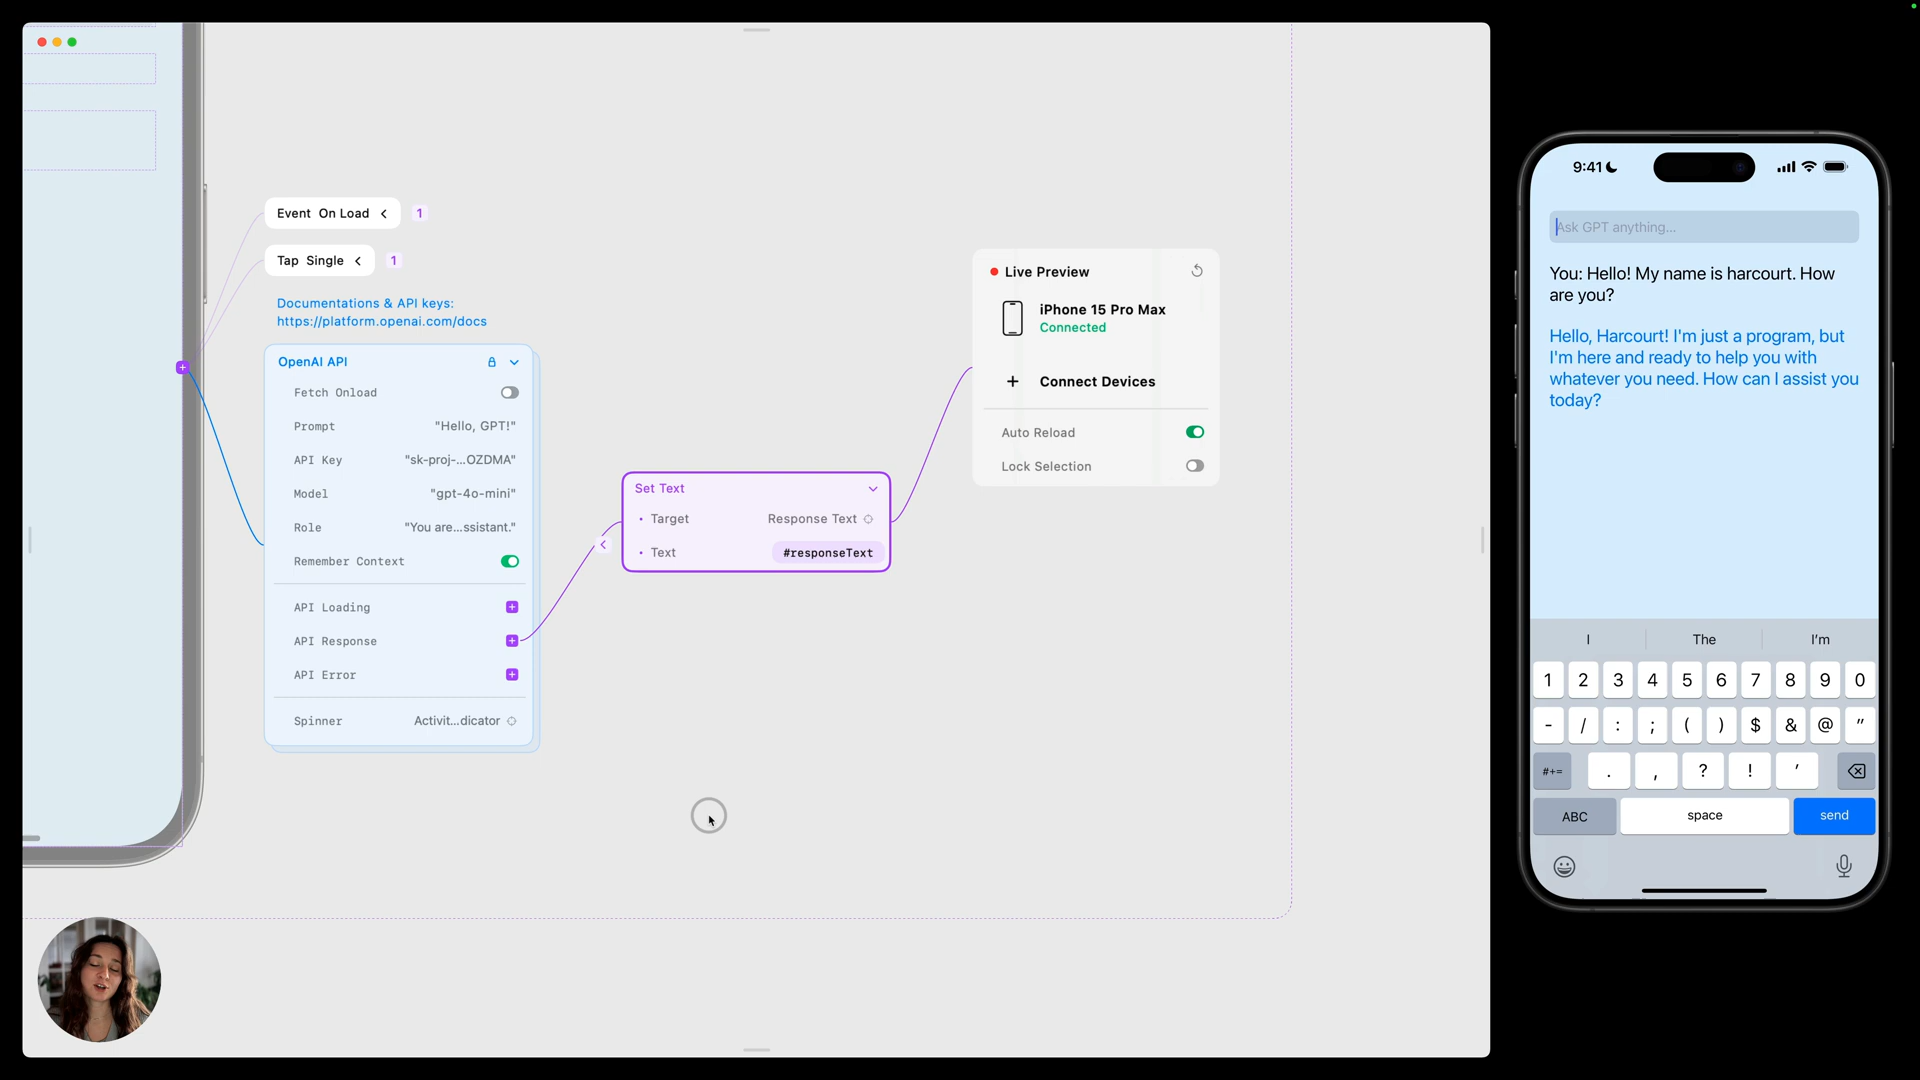 Event On Load
1
Tap Single
1
Documentations & API keys:
https://platform.openai.com/docs
OpenAI API
Fetch Onload
Prompt "Hello, GPT!"
API Key "sk-proj-...OZDMA"
Model "gpt-4o-mini"
Role "You are...ssistant."
Remember Context
API Loading
API Response
API Error
Spinner Activit...dicator
Set Text
Target Response Text
Text #responseText
Live Preview
iPhone 15 Pro Max
Connected
+ Connect Devices
Auto Reload
Lock Selection
9:41
Ask GPT anything...
You: Hello! My name is harcourt. How
are you?
Hello, Harcourt! I'm just a program, but
I'm here and ready to help you with
whatever you need. How can I assist you
today?
I The I'm
1 2 3 4 5 6 7 8 9 0
- / : ; ( ) $ & @ "
#+= . , ? ! '
ABC space send